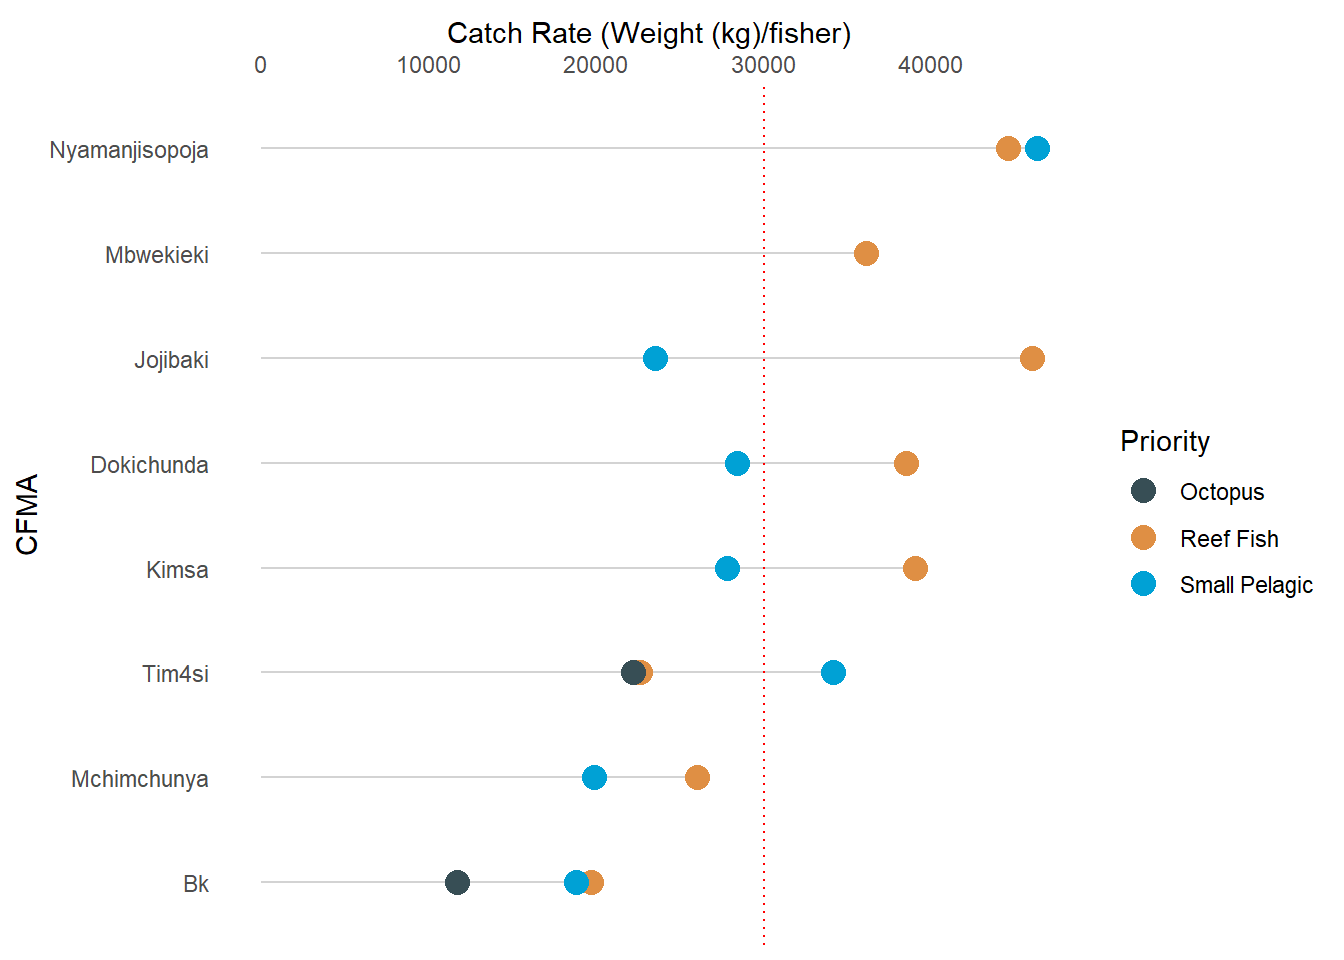 Catch Rate (Weight (kg)/fisher)
0 10000 20000 30000 40000
Nyamanjisopoja
Mbwekieki
Jojibaki
Dokichunda
Kimsa
Tim4si
Mchimchunya
Bk
CFMA
Priority
Octopus
Reef Fish
Small Pelagic